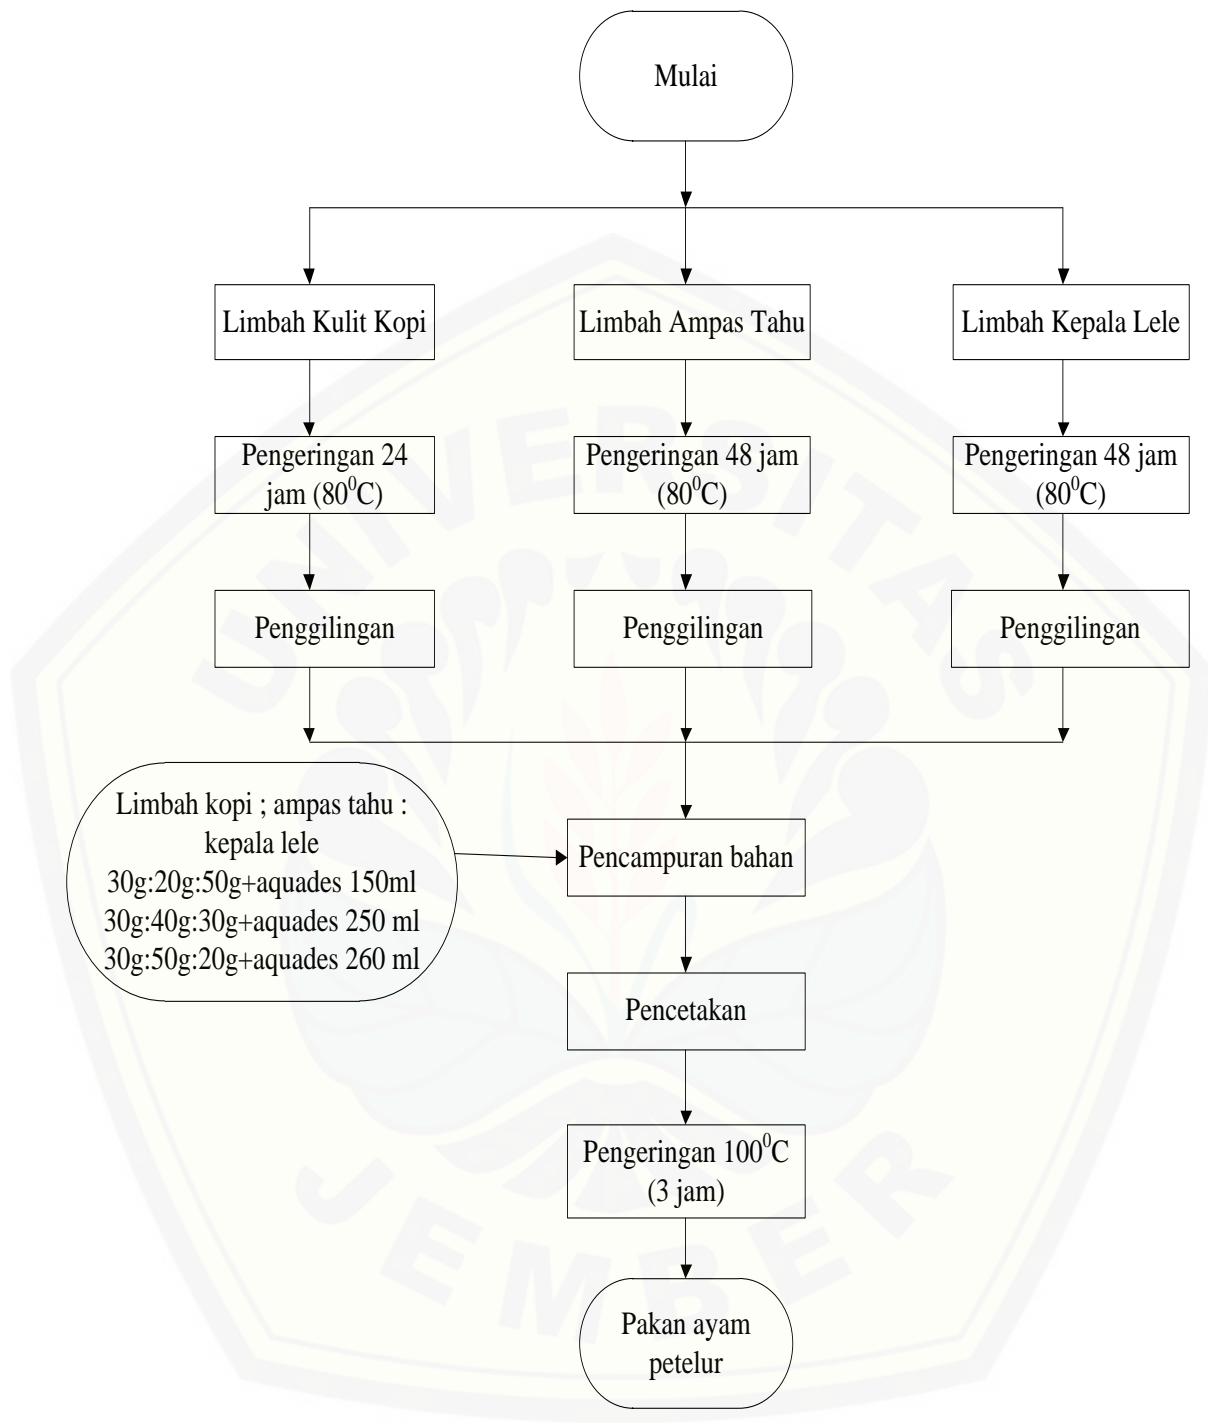 Mulai
Limbah Kulit Kopi
Limbah Ampas Tahu
Limbah Kepala Lele
Pengeringan 24
jam (80⁰C)
Pengeringan 48 jam
(80⁰C)
Pengeringan 48 jam
(80⁰C)
Penggilingan
Penggilingan
Penggilingan
Limbah kopi ; ampas tahu :
kepala lele
30g:20g:50g+aquades 150ml
30g:40g:30g+aquades 250 ml
30g:50g:20g+aquades 260 ml
Pencampuran bahan
Pencetakan
Pengeringan 100⁰C
(3 jam)
Pakan ayam
petelur
UNIVERSITAS
JEMBER